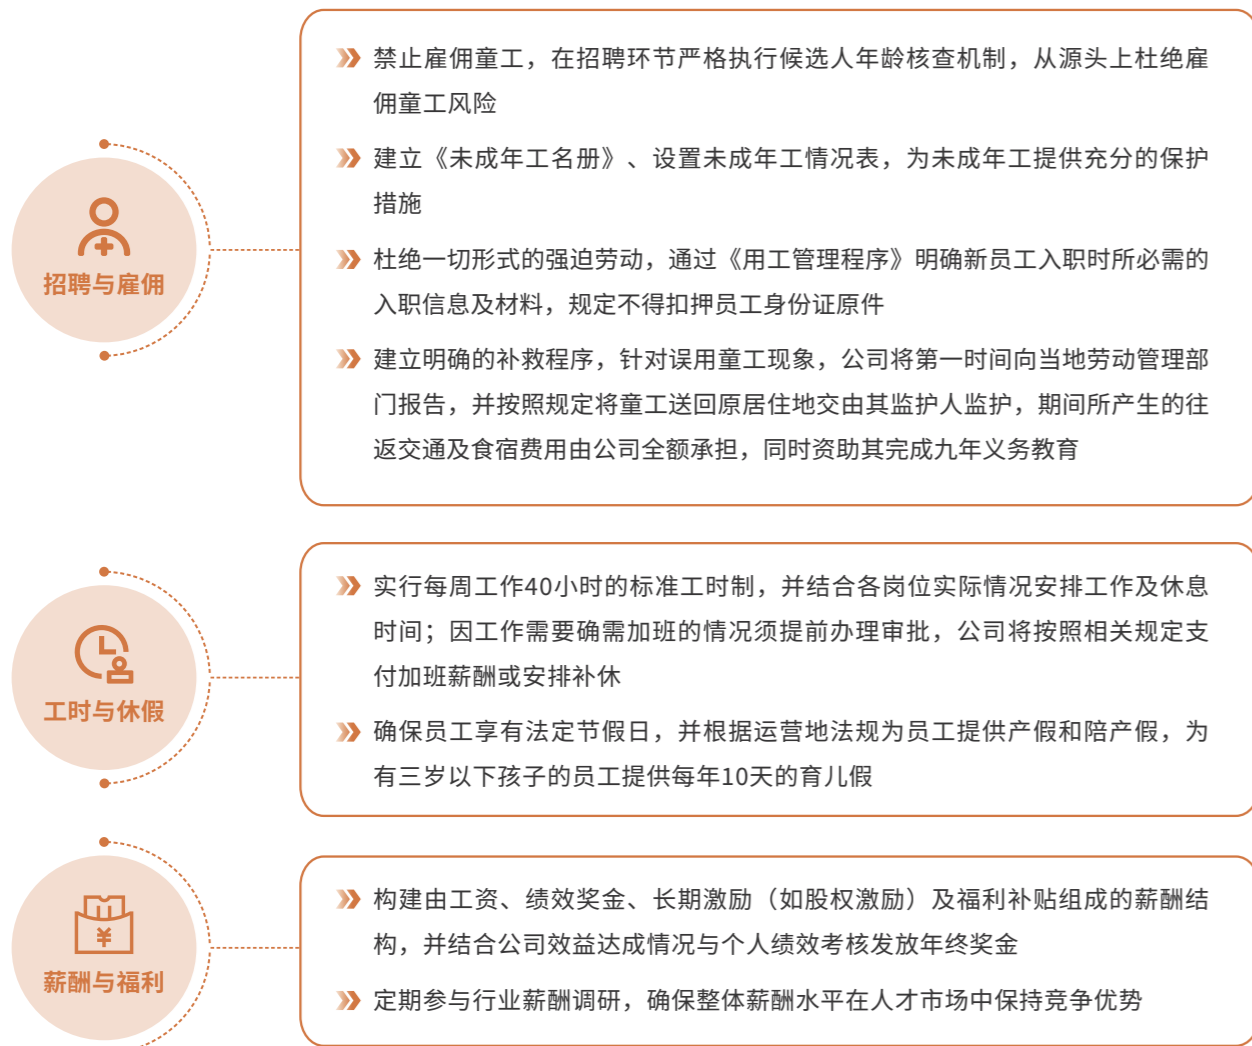 招聘与雇佣
禁止雇佣童工，在招聘环节严格执行候选人年龄核查机制，从源头上杜绝雇
佣童工风险
建立《未成年工名册》、设置未成年工情况表，为未成年工提供充分的保护
措施
杜绝一切形式的强迫劳动，通过《用工管理程序》明确新员工入职时所必需的
入职信息及材料，规定不得扣押员工身份证原件
建立明确的补救程序，针对误用童工现象，公司将第一时间向当地劳动管理部
门报告，并按照规定将童工送回原居住地交由其监护人监护，期间所产生的往
返交通及食宿费用由公司全额承担，同时资助其完成九年义务教育
工时与休假
实行每周工作40小时的标准工时制，并结合各岗位实际情况安排工作及休息
时间；因工作需要确需加班的情况须提前办理审批，公司将按照相关规定支
付加班薪酬或安排补休
确保员工享有法定节假日，并根据运营地法规为员工提供产假和陪产假，为
有三岁以下孩子的员工提供每年10天的育儿假
薪酬与福利
构建由工资、绩效奖金、长期激励（如股权激励）及福利补贴组成的薪酬结
构，并结合公司效益达成情况与个人绩效考核发放年终奖金
定期参与行业薪酬调研，确保整体薪酬水平在人才市场中保持竞争优势